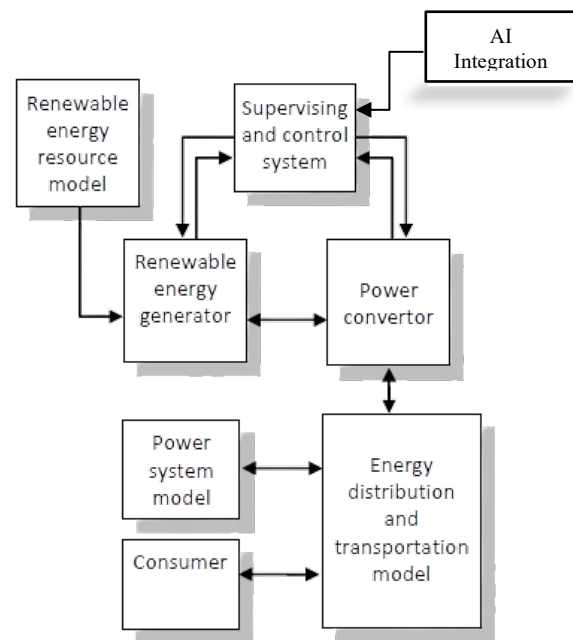 AI
Integration
Renewable
energy
resource
model
Supervising
and control
system
Renewable
energy
generator
Power
convertor
Power
system
model
Energy
distribution
and
transportation
model
Consumer